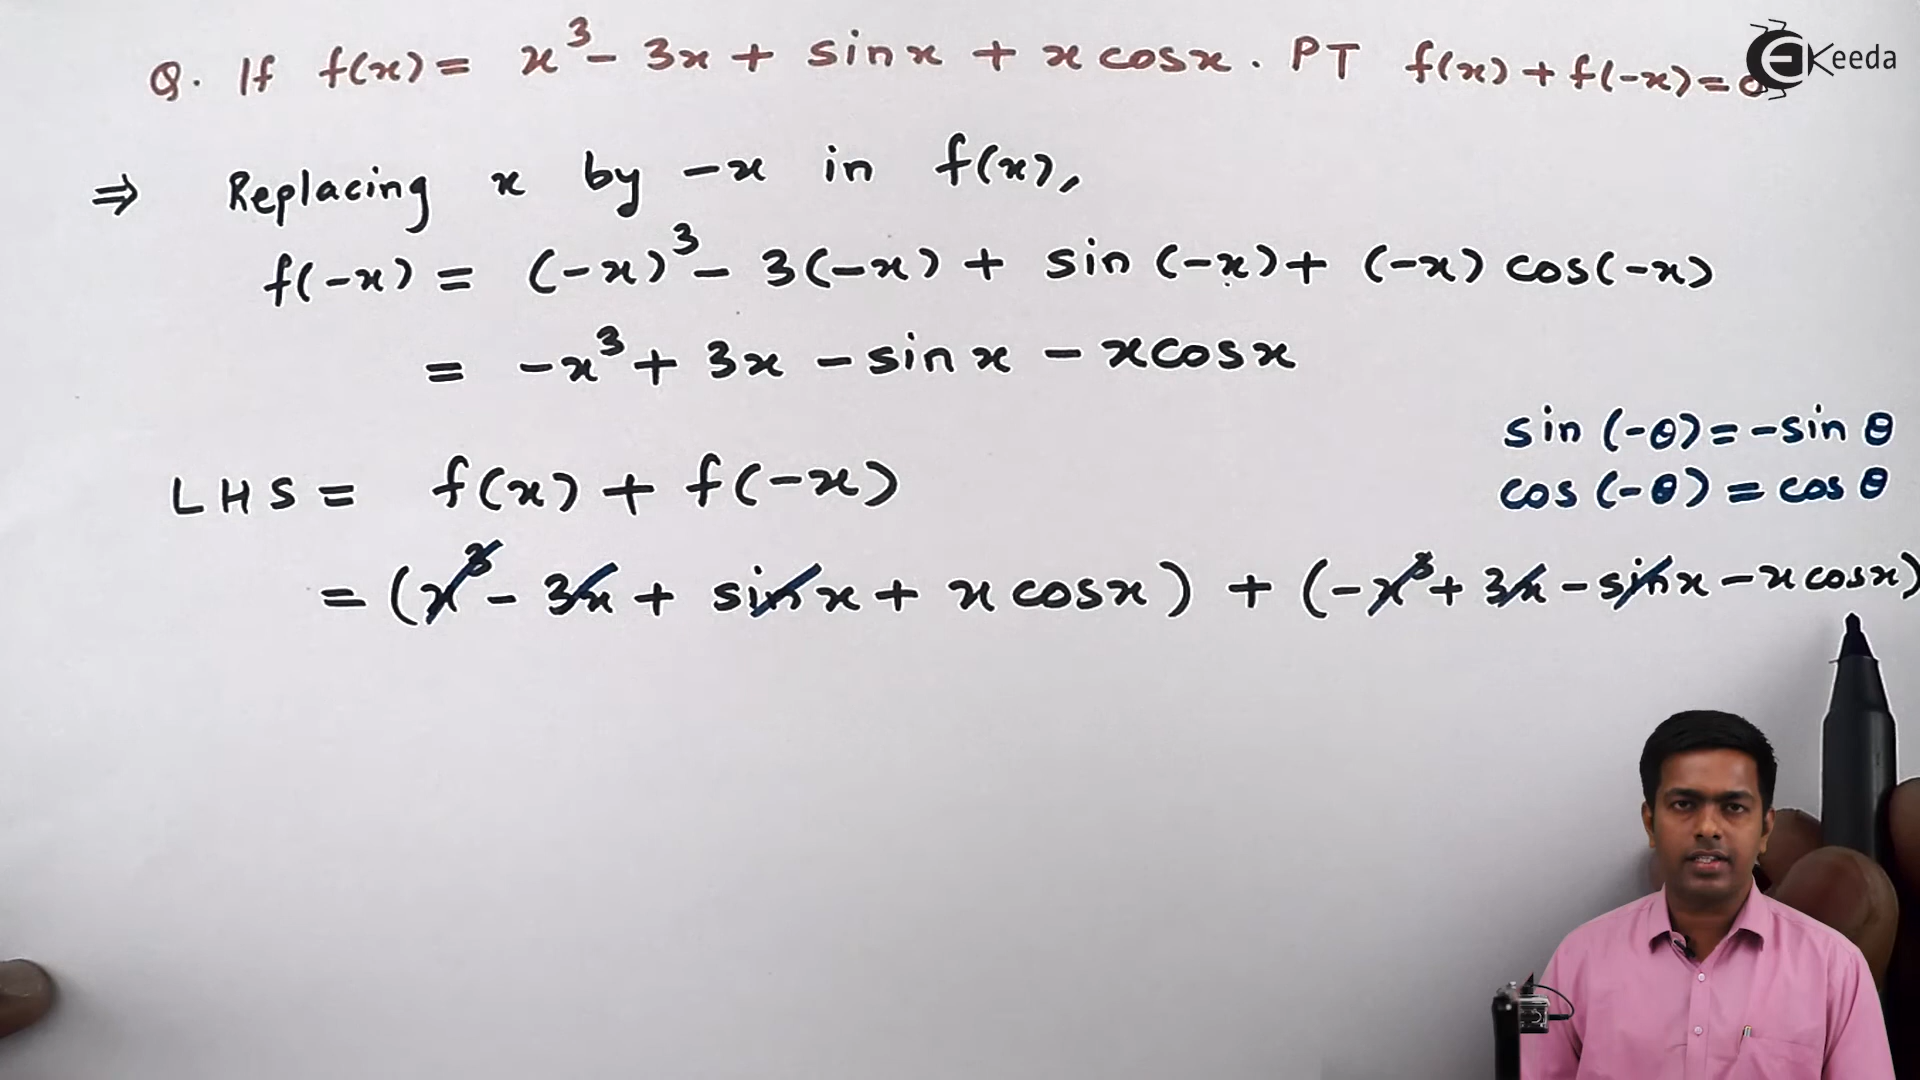 Q. If f(x) = x³ - 3x + sin x + x cos x. PT f(x) + f(-x) = 0
EKeeda
⇒ Replacing x by -x in f(x),
f(-x) = (-x)³ - 3(-x) + sin (-x) + (-x) cos(-x)
= -x³ + 3x - sin x - x cos x
sin (-θ) = -sin θ
cos (-θ) = cos θ
LHS = f(x) + f(-x)
= (x³ - 3x + sin x + x cos x) + (-x³ + 3x - sin x - x cos x)